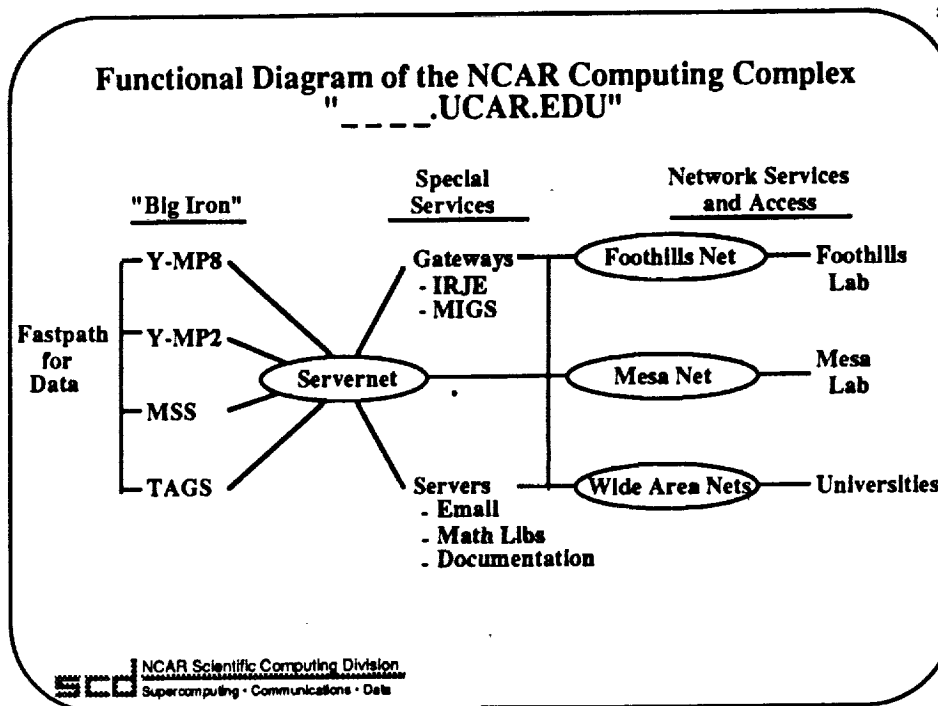 Functional Diagram of the NCAR Computing Complex
"_ _ _ _.UCAR.EDU"
"Big Iron"
Special
Services
Network Services
and Access
Fastpath
for
Data
Y-MP8
Y-MP2
MSS
TAGS
Servernet
Gateways
- IRJE
- MIGS
Servers
- Email
- Math Libs
- Documentation
Foothills Net
Mesa Net
Wide Area Nets
Foothills
Lab
Mesa
Lab
Universities
scd
NCAR Scientific Computing Division
Supercomputing • Communications • Data